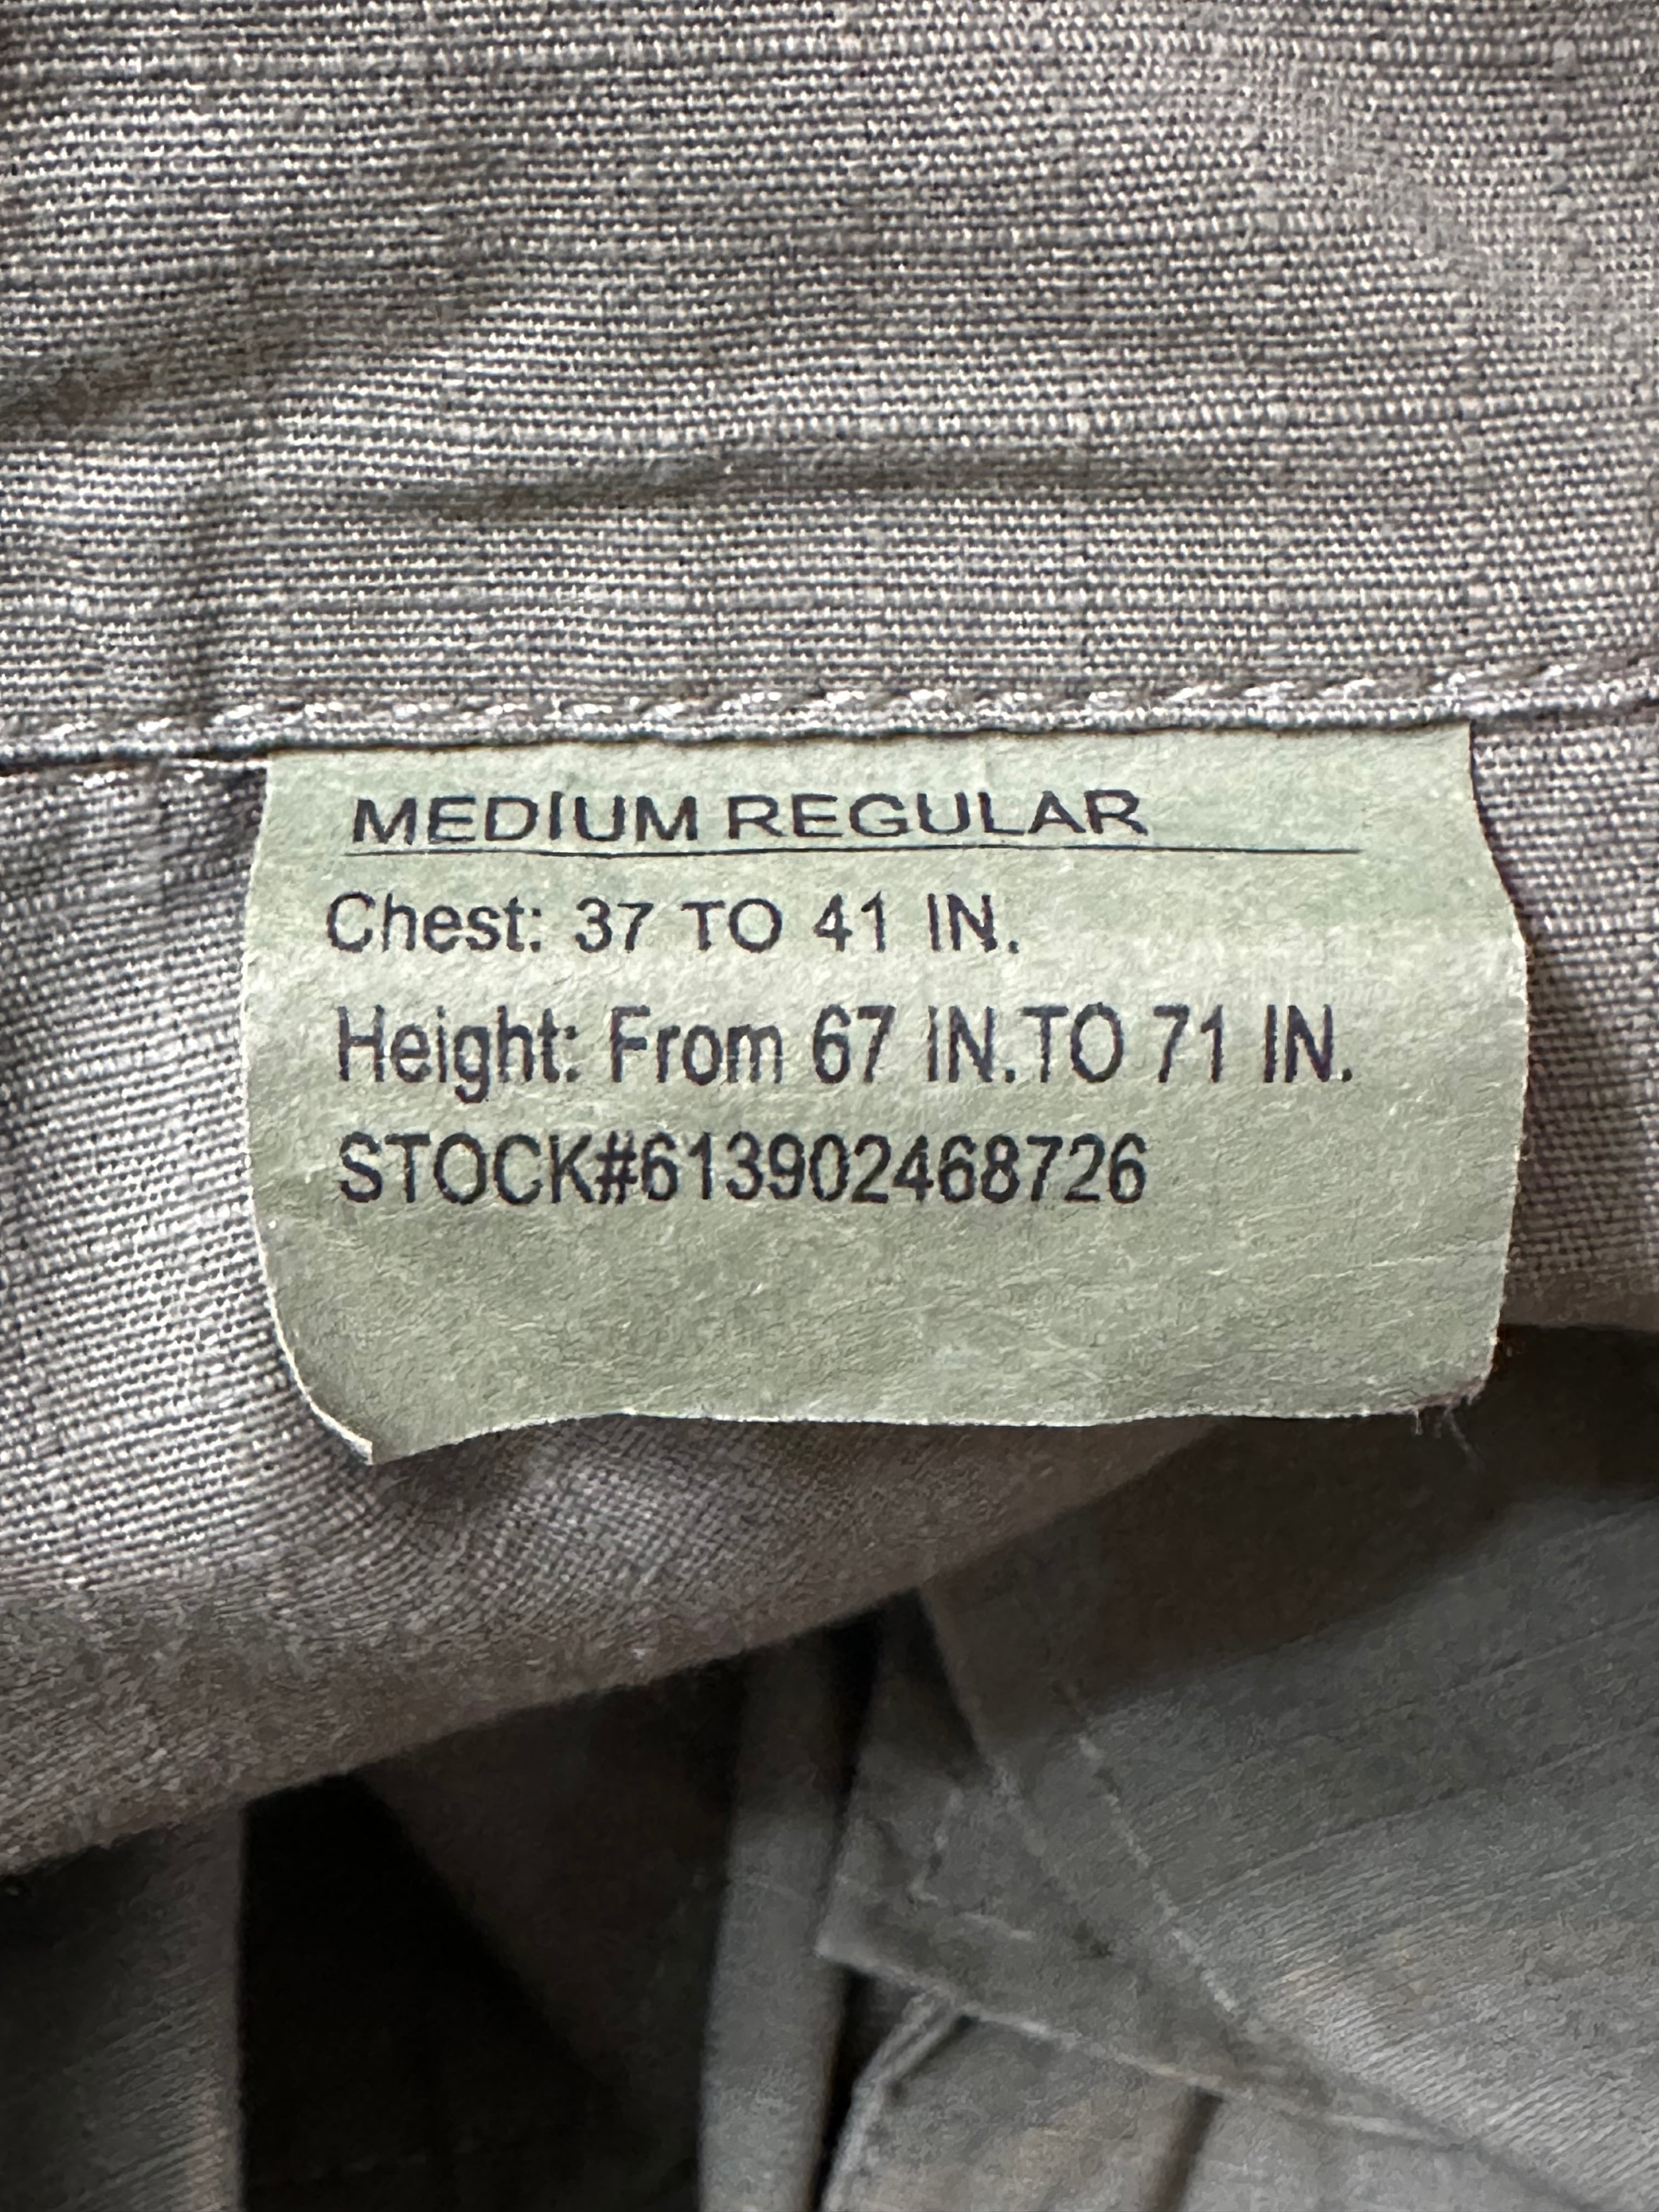 MEDIUM REGULAR
Chest: 37 TO 41 IN.
Height: From 67 IN.TO 71 IN.
STOCK#613902468726